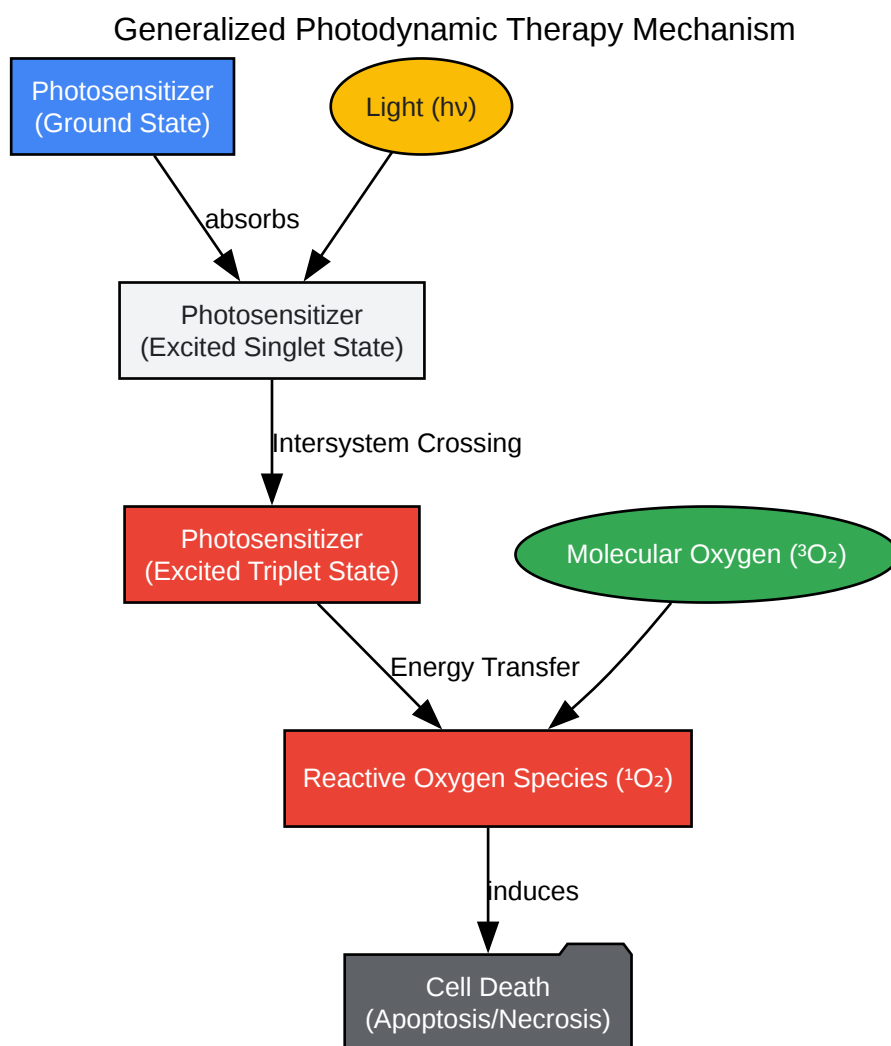 Generalized Photodynamic Therapy Mechanism
Photosensitizer
(Ground State)
Light (hν)
absorbs
Photosensitizer
(Excited Singlet State)
Intersystem Crossing
Photosensitizer
(Excited Triplet State)
Molecular Oxygen (³O₂)
Energy Transfer
Reactive Oxygen Species (¹O₂)
induces
Cell Death
(Apoptosis/Necrosis)